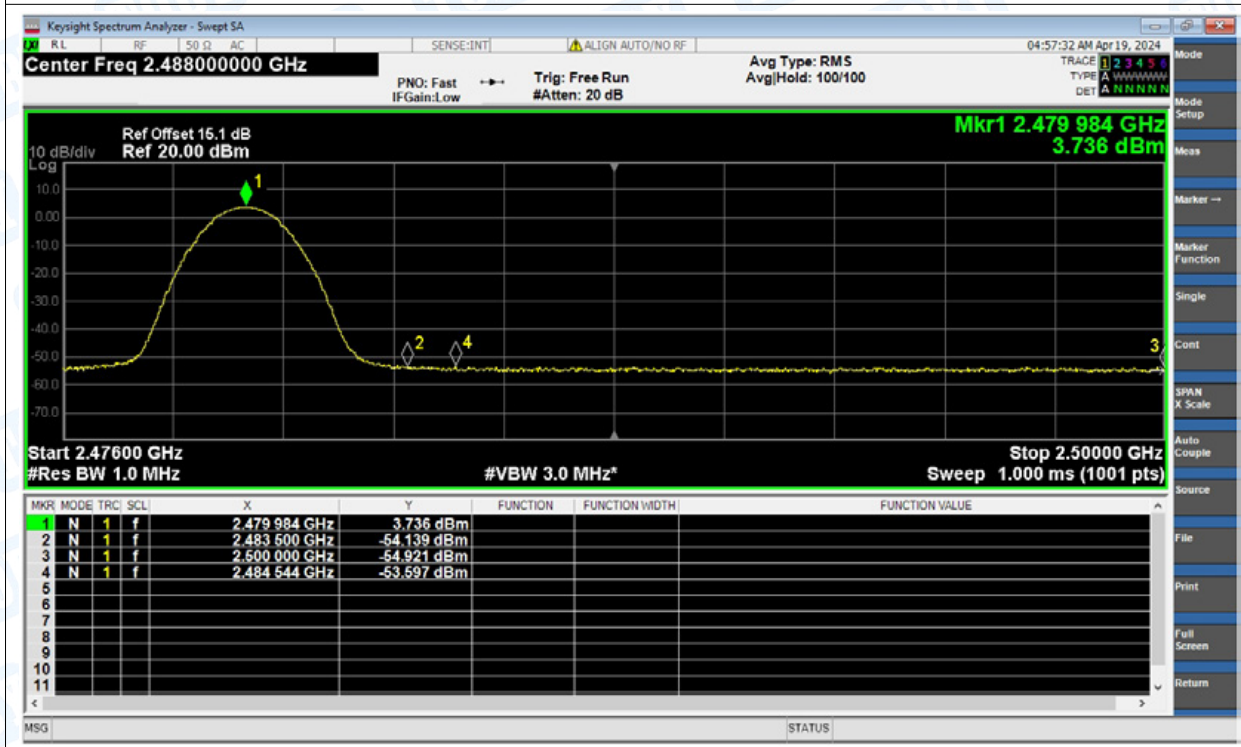 Keysight Spectrum Analyzer - Swept SA
RL RF 50 Ω AC SENSE:INT ALIGN AUTO/NO RF 04:57:32 AM Apr 19, 2024
Center Freq 2.488000000 GHz
PNO: Fast
IFGain:Low
Trig: Free Run
#Atten: 20 dB
Avg Type: RMS
Avg|Hold: 100/100
TRACE 1 2 3 4 5 6
TYPE A WWWWW
DET A N N N N N
Mkr1 2.479 984 GHz
3.736 dBm
Ref Offset 15.1 dB
10 dB/div Ref 20.00 dBm
Log
10.0
0.00
-10.0
-20.0
-30.0
-40.0
-50.0
-60.0
-70.0
1
2
4
3
Start 2.47600 GHz Stop 2.50000 GHz
#Res BW 1.0 MHz #VBW 3.0 MHz* Sweep 1.000 ms (1001 pts)
MKR MODE TRC SCL X Y FUNCTION FUNCTION WIDTH FUNCTION VALUE
1 N 1 f 2.479 984 GHz 3.736 dBm
2 N 1 f 2.483 500 GHz -54.139 dBm
3 N 1 f 2.500 000 GHz -54.921 dBm
4 N 1 f 2.484 544 GHz -53.597 dBm
5
6
7
8
9
10
11
MSG STATUS
Mode
Mode
Setup
Meas
Marker →
Marker
Function
Single
Cont
SPAN
X Scale
Auto
Couple
Source
File
Print
Full
Screen
Return